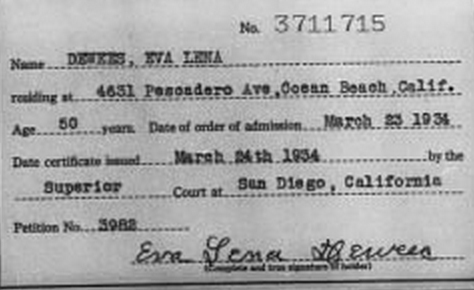 No. 3711715
Name DEWEES, EVA LENA
residing at 4631 Pescadero Ave, Ocean Beach, Calif.
Age 50 years. Date of order of admission March 23 1934
Date certificate issued March 24th 1934 by the
Superior Court at San Diego, California
Petition No. 3982
Eva Lena Dewees
(Complete and true signature of holder)